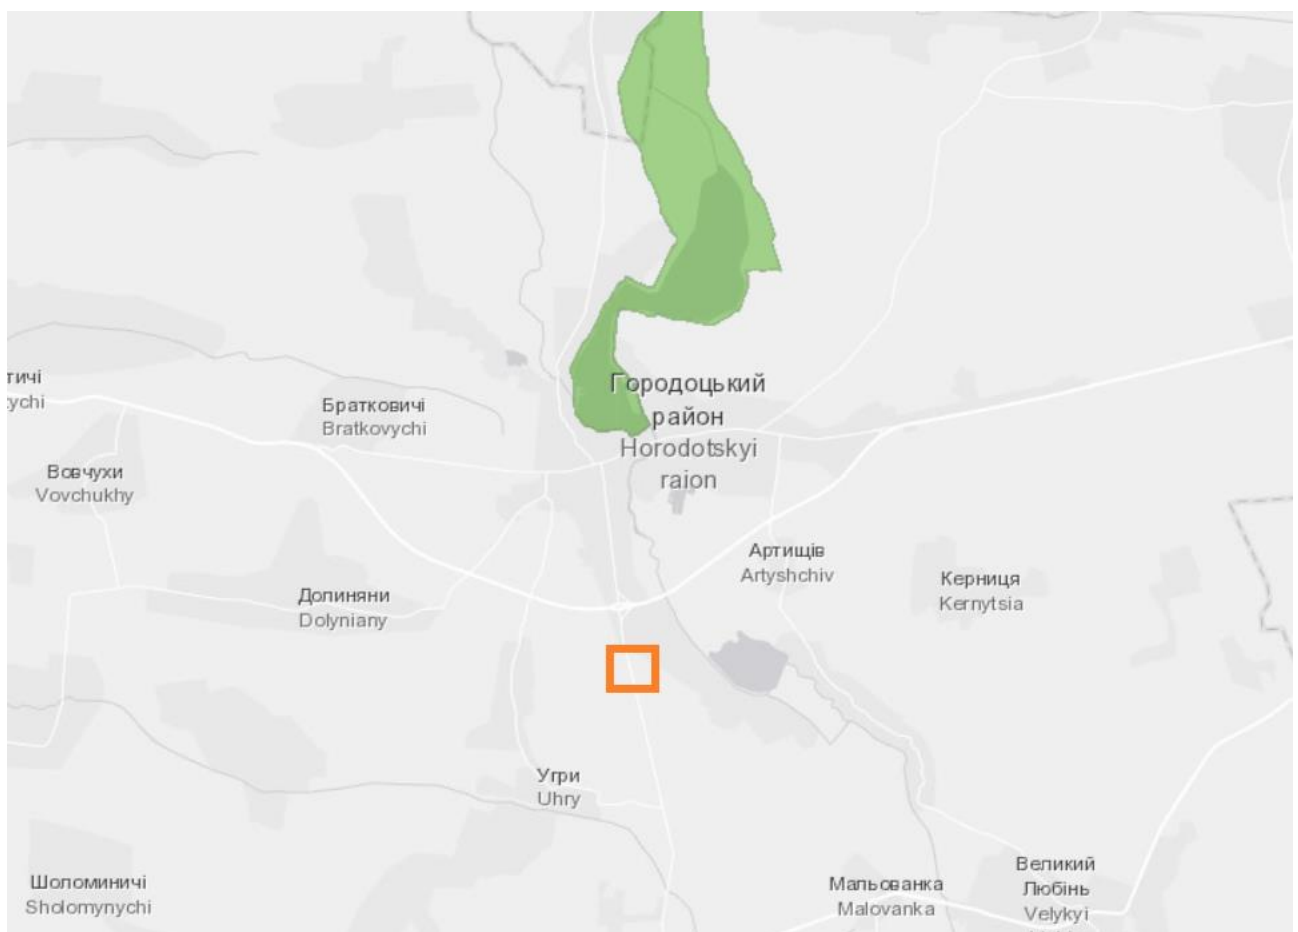 Городоцький
район
Horodotskyi
raion
тичі
ychi
Братковичі
Bratkovychi
Вовчухи
Vovchukhy
Артищів
Artyshchiv
Керниця
Kernytsia
Долиняни
Dolyniany
Угри
Uhry
Шоломиничі
Sholomynychi
Мальованка
Malovanka
Великий
Любінь
Velykyi